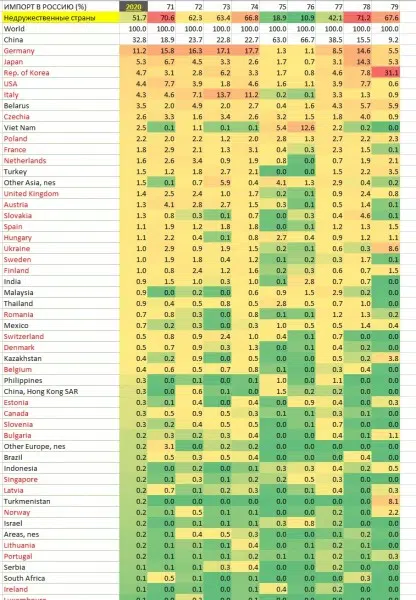 ИМПОРТ В РОССИЮ (%) 2020 71 72 73 74 75 76 77 78 79
Недружественные страны 51.7 70.6 62.3 63.4 66.8 18.9 10.9 42.1 71.2 67.6
World 100.0 100.0 100.0 100.0 100.0 100.0 100.0 100.0 100.0 100.0
China 32.8 18.9 23.7 22.8 22.7 63.0 66.7 38.5 15.5 9.2
Germany 11.2 15.8 16.3 17.1 17.7 1.3 1.1 8.5 14.6 5.5
Japan 5.3 6.7 4.5 3.3 2.6 1.7 0.7 3.1 14.3 5.3
Rep. of Korea 4.7 3.1 2.8 6.2 3.3 1.7 0.8 4.6 7.8 31.1
USA 4.4 7.7 3.9 1.8 4.6 1.6 1.1 3.9 7.7 0.6
Italy 4.3 4.6 7.1 13.7 11.2 0.2 0.1 3.3 1.3 0.9
Belarus 3.5 2.0 4.9 2.0 2.7 0.4 1.6 4.3 5.7 5.9
Czechia 2.6 3.3 1.6 3.4 2.6 3.2 1.5 1.8 4.0 0.9
Viet Nam 2.5 0.1 1.1 0.1 0.1 5.4 12.6 2.2 0.2 0.0
Poland 2.2 2.0 2.2 1.2 2.0 2.8 1.3 2.7 2.2 2.3
France 1.8 2.9 2.1 1.3 3.1 0.4 0.3 2.3 1.5 0.1
Netherlands 1.6 2.6 3.4 0.9 1.9 0.8 0.0 0.7 1.9 2.1
Turkey 1.5 1.2 1.8 2.7 2.1 0.0 0.0 1.5 2.2 3.5
Other Asia, nes 1.5 0.1 0.7 5.9 0.4 4.1 1.3 2.9 0.4 0.2
United Kingdom 1.4 2.5 2.4 1.0 1.7 0.2 0.1 0.9 2.4 0.8
Austria 1.3 4.1 2.8 2.7 1.5 0.3 0.1 0.5 1.4 0.1
Slovakia 1.3 0.8 0.3 0.1 0.7 0.0 0.3 0.4 4.6 0.1
Spain 1.1 1.9 1.2 1.8 1.8 0.0 0.1 1.2 1.3 1.5
Hungary 1.1 2.2 0.4 0.1 0.8 2.7 0.4 0.9 1.2 1.1
Ukraine 1.0 2.9 0.9 1.9 1.5 0.2 0.1 0.6 0.3 8.6
Sweden 1.0 1.9 1.8 0.4 1.2 0.1 0.2 0.3 1.7 0.1
Finland 1.0 0.8 2.4 1.2 1.6 0.2 0.3 0.6 0.7 1.5
India 0.9 1.5 1.0 0.3 1.0 0.1 2.8 0.7 0.7 0.0
Malaysia 0.9 0.0 0.2 0.0 0.6 0.9 1.5 2.9 0.2 0.0
Thailand 0.9 0.4 0.5 0.8 0.5 2.8 0.5 0.7 1.0 0.0
Romania 0.7 0.8 0.3 0.0 0.8 0.1 0.1 1.2 1.3 0.2
Mexico 0.7 0.2 0.3 0.0 0.3 1.0 0.5 0.5 1.4 0.4
Switzerland 0.5 0.8 0.9 2.4 1.0 0.4 0.1 0.7 0.0 0.0
Denmark 0.5 0.7 0.9 0.3 1.3 0.0 0.1 0.4 0.2 0.0
Kazakhstan 0.4 0.2 0.9 0.0 0.0 0.0 0.0 0.5 0.2 3.8
Belgium 0.4 0.6 0.5 0.7 0.8 0.1 0.0 0.3 0.4 0.0
Philippines 0.3 0.0 0.1 0.0 0.1 1.0 0.0 1.1 0.0 0.0
China, Hong Kong SAR 0.3 0.0 0.6 0.1 0.0 1.5 0.2 0.2 0.0 0.0
Estonia 0.3 0.1 0.4 0.0 0.4 0.0 0.9 0.4 0.0 0.3
Canada 0.3 0.5 0.9 0.5 0.3 0.1 0.1 0.3 0.1 0.0
Slovenia 0.2 0.4 0.2 0.5 0.5 0.1 0.1 0.7 0.0 0.0
Bulgaria 0.2 0.3 0.2 0.3 0.4 0.0 0.0 0.4 0.1 1.1
Other Europe, nes 0.2 3.1 0.0 0.2 0.2 0.0 0.0 0.0 0.0 0.0
Brazil 0.2 0.5 0.3 0.5 0.4 0.0 0.0 0.0 0.4 0.0
Indonesia 0.2 0.0 0.1 0.0 0.1 0.3 0.3 0.4 0.2 0.5
Singapore 0.2 0.1 0.3 0.1 0.2 0.2 0.5 0.3 0.1 0.0
Latvia 0.2 0.7 0.1 0.2 0.3 0.0 0.1 0.4 0.0 0.3
Turkmenistan 0.2 0.0 0.0 0.0 0.0 0.0 0.0 0.0 0.0 8.1
Norway 0.2 0.1 0.5 0.1 0.1 0.0 0.0 0.2 0.0 2.2
Israel 0.2 0.0 0.1 0.1 0.1 0.3 0.8 0.2 0.1 0.0
Areas, nes 0.2 0.1 0.4 0.5 0.3 0.0 0.0 0.2 0.1 0.0
Lithuania 0.2 0.1 0.1 0.1 0.4 0.0 0.1 0.2 0.1 0.2
Portugal 0.2 0.1 0.1 0.1 0.2 0.1 0.1 0.2 0.1 0.3
Serbia 0.2 0.1 0.1 0.3 0.4 0.0 0.0 0.2 0.1 0.0
South Africa 0.1 0.5 0.1 0.0 0.0 0.0 0.0 0.0 0.3 0.0
Ireland 0.1 0.0 0.1 0.0 0.1 0.4 0.0 0.2 0.1 0.0